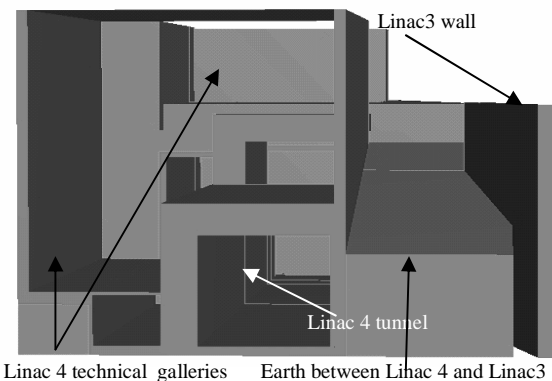 Linac3 wall
Linac 4 tunnel
Linac 4 technical galleries
Earth between Linac 4 and Linac3